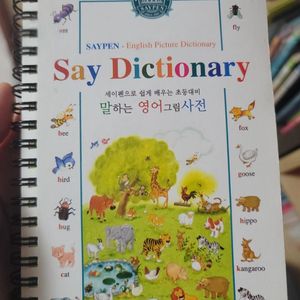 SAYPEN
ant
fly
SAYPEN - English Picture Dictionary
Say Dictionary
세이펜으로 쉽게 배우는 초등대비
말하는 영어그림사전
bee
fox
bird
goose
bug
hippo
cat
kangaroo